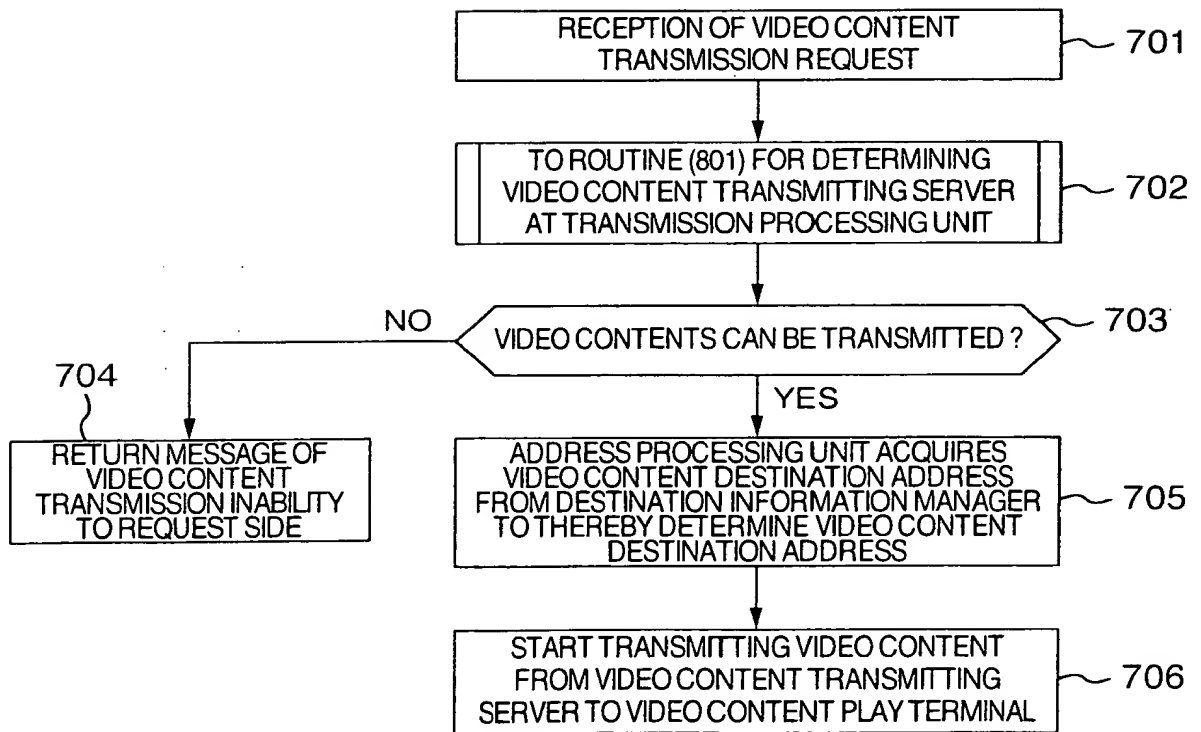 RECEPTION OF VIDEO CONTENT
TRANSMISSION REQUEST
701
TO ROUTINE (801) FOR DETERMINING
VIDEO CONTENT TRANSMITTING SERVER
AT TRANSMISSION PROCESSING UNIT
702
VIDEO CONTENTS CAN BE TRANSMITTED ?
703
NO
YES
704
RETURN MESSAGE OF
VIDEO CONTENT
TRANSMISSION INABILITY
TO REQUEST SIDE
ADDRESS PROCESSING UNIT ACQUIRES
VIDEO CONTENT DESTINATION ADDRESS
FROM DESTINATION INFORMATION MANAGER
TO THEREBY DETERMINE VIDEO CONTENT
DESTINATION ADDRESS
705
START TRANSMITTING VIDEO CONTENT
FROM VIDEO CONTENT TRANSMITTING
SERVER TO VIDEO CONTENT PLAY TERMINAL
706